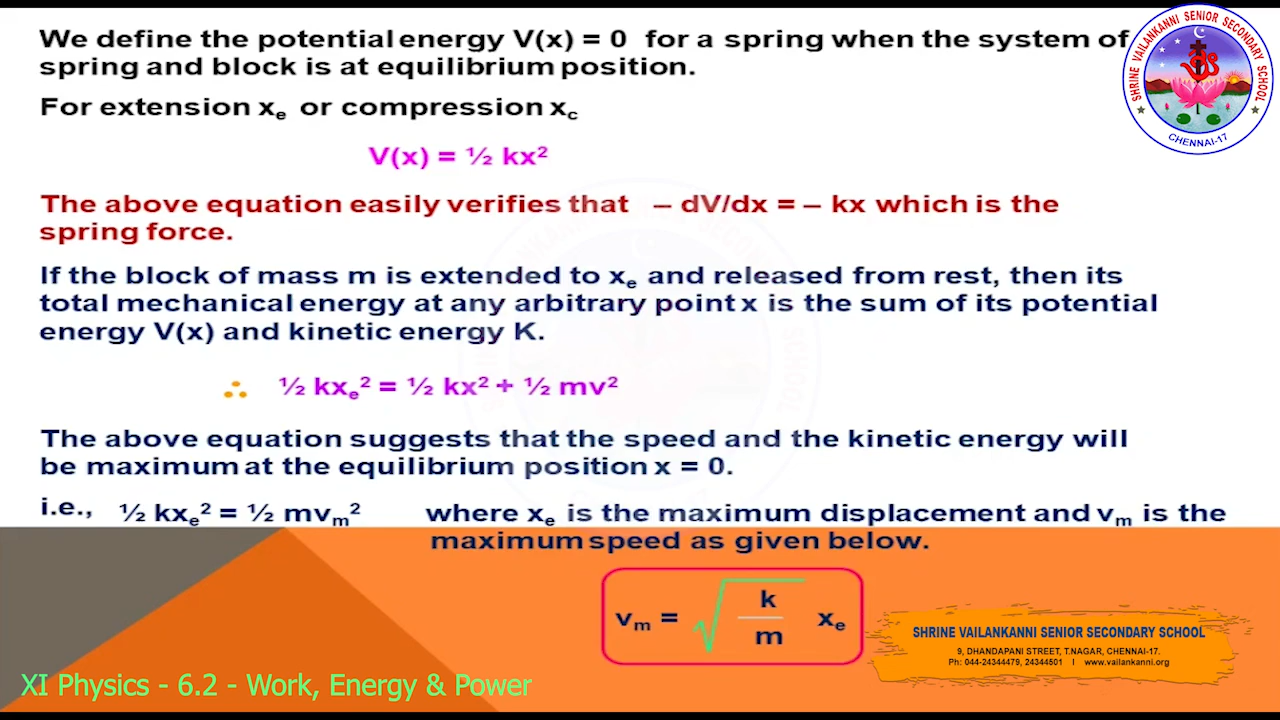 We define the potential energy V(x) = 0 for a spring when the system of
spring and block is at equilibrium position.
For extension xₑ or compression x꜀
V(x) = ½ kx²
The above equation easily verifies that – dV/dx = – kx which is the
spring force.
If the block of mass m is extended to xₑ and released from rest, then its
total mechanical energy at any arbitrary point x is the sum of its potential
energy V(x) and kinetic energy K.
∴ ½ kxₑ² = ½ kx² + ½ mv²
The above equation suggests that the speed and the kinetic energy will
be maximum at the equilibrium position x = 0.
i.e., ½ kxₑ² = ½ mvₘ² where xₑ is the maximum displacement and vₘ is the
maximum speed as given below.
vₘ = √ k/m xₑ
SHRINE VAILANKANNI SENIOR SECONDARY SCHOOL
CHENNAI-17
SHRINE VAILANKANNI SENIOR SECONDARY SCHOOL
9, DHANDAPANI STREET, T.NAGAR, CHENNAI-17.
Ph: 044-24344479, 24344501 I www.vailankanni.org
XI Physics - 6.2 - Work, Energy & Power